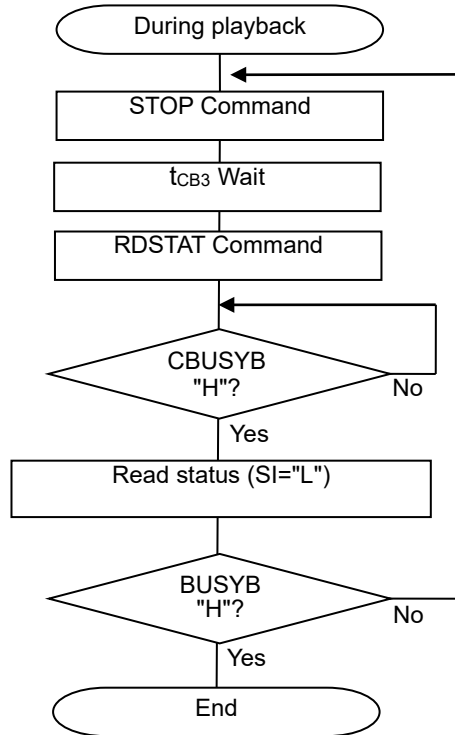 During playback
STOP Command
tCB3 Wait
RDSTAT Command
CBUSYB
"H"?
No
Yes
Read status (SI="L")
BUSYB
"H"?
No
Yes
End